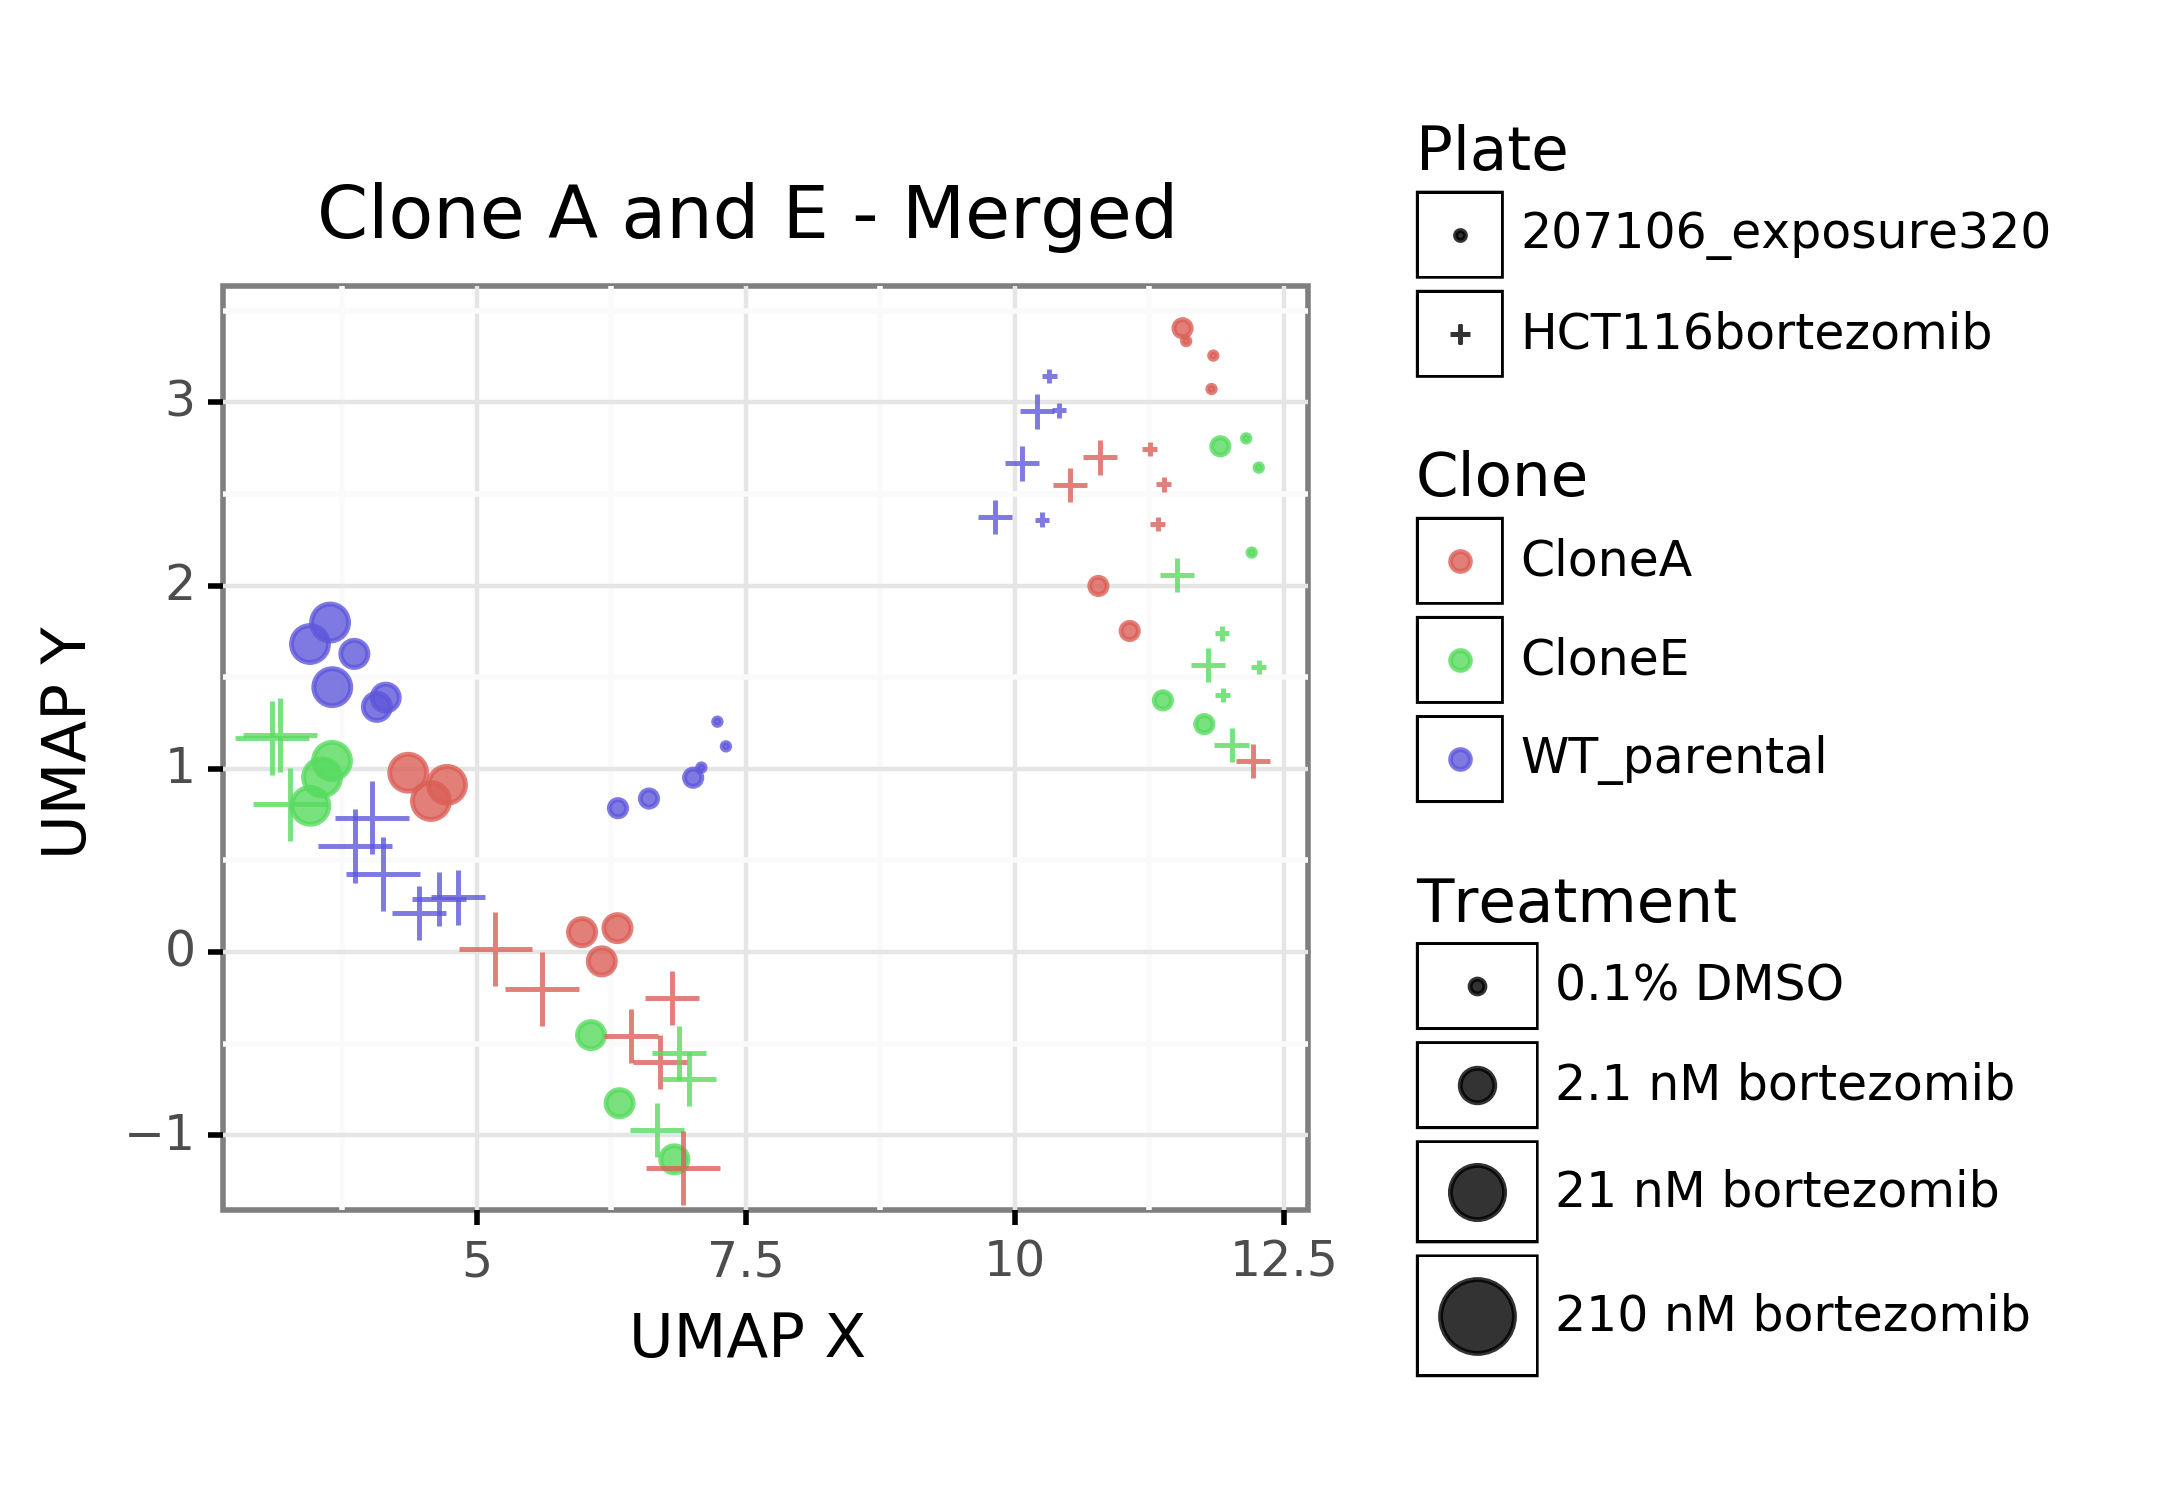 Clone A and E - Merged
UMAP Y
3
2
1
0
−1
5
7.5
10
12.5
UMAP X
Plate
207106_exposure320
HCT116bortezomib
Clone
CloneA
CloneE
WT_parental
Treatment
0.1% DMSO
2.1 nM bortezomib
21 nM bortezomib
210 nM bortezomib